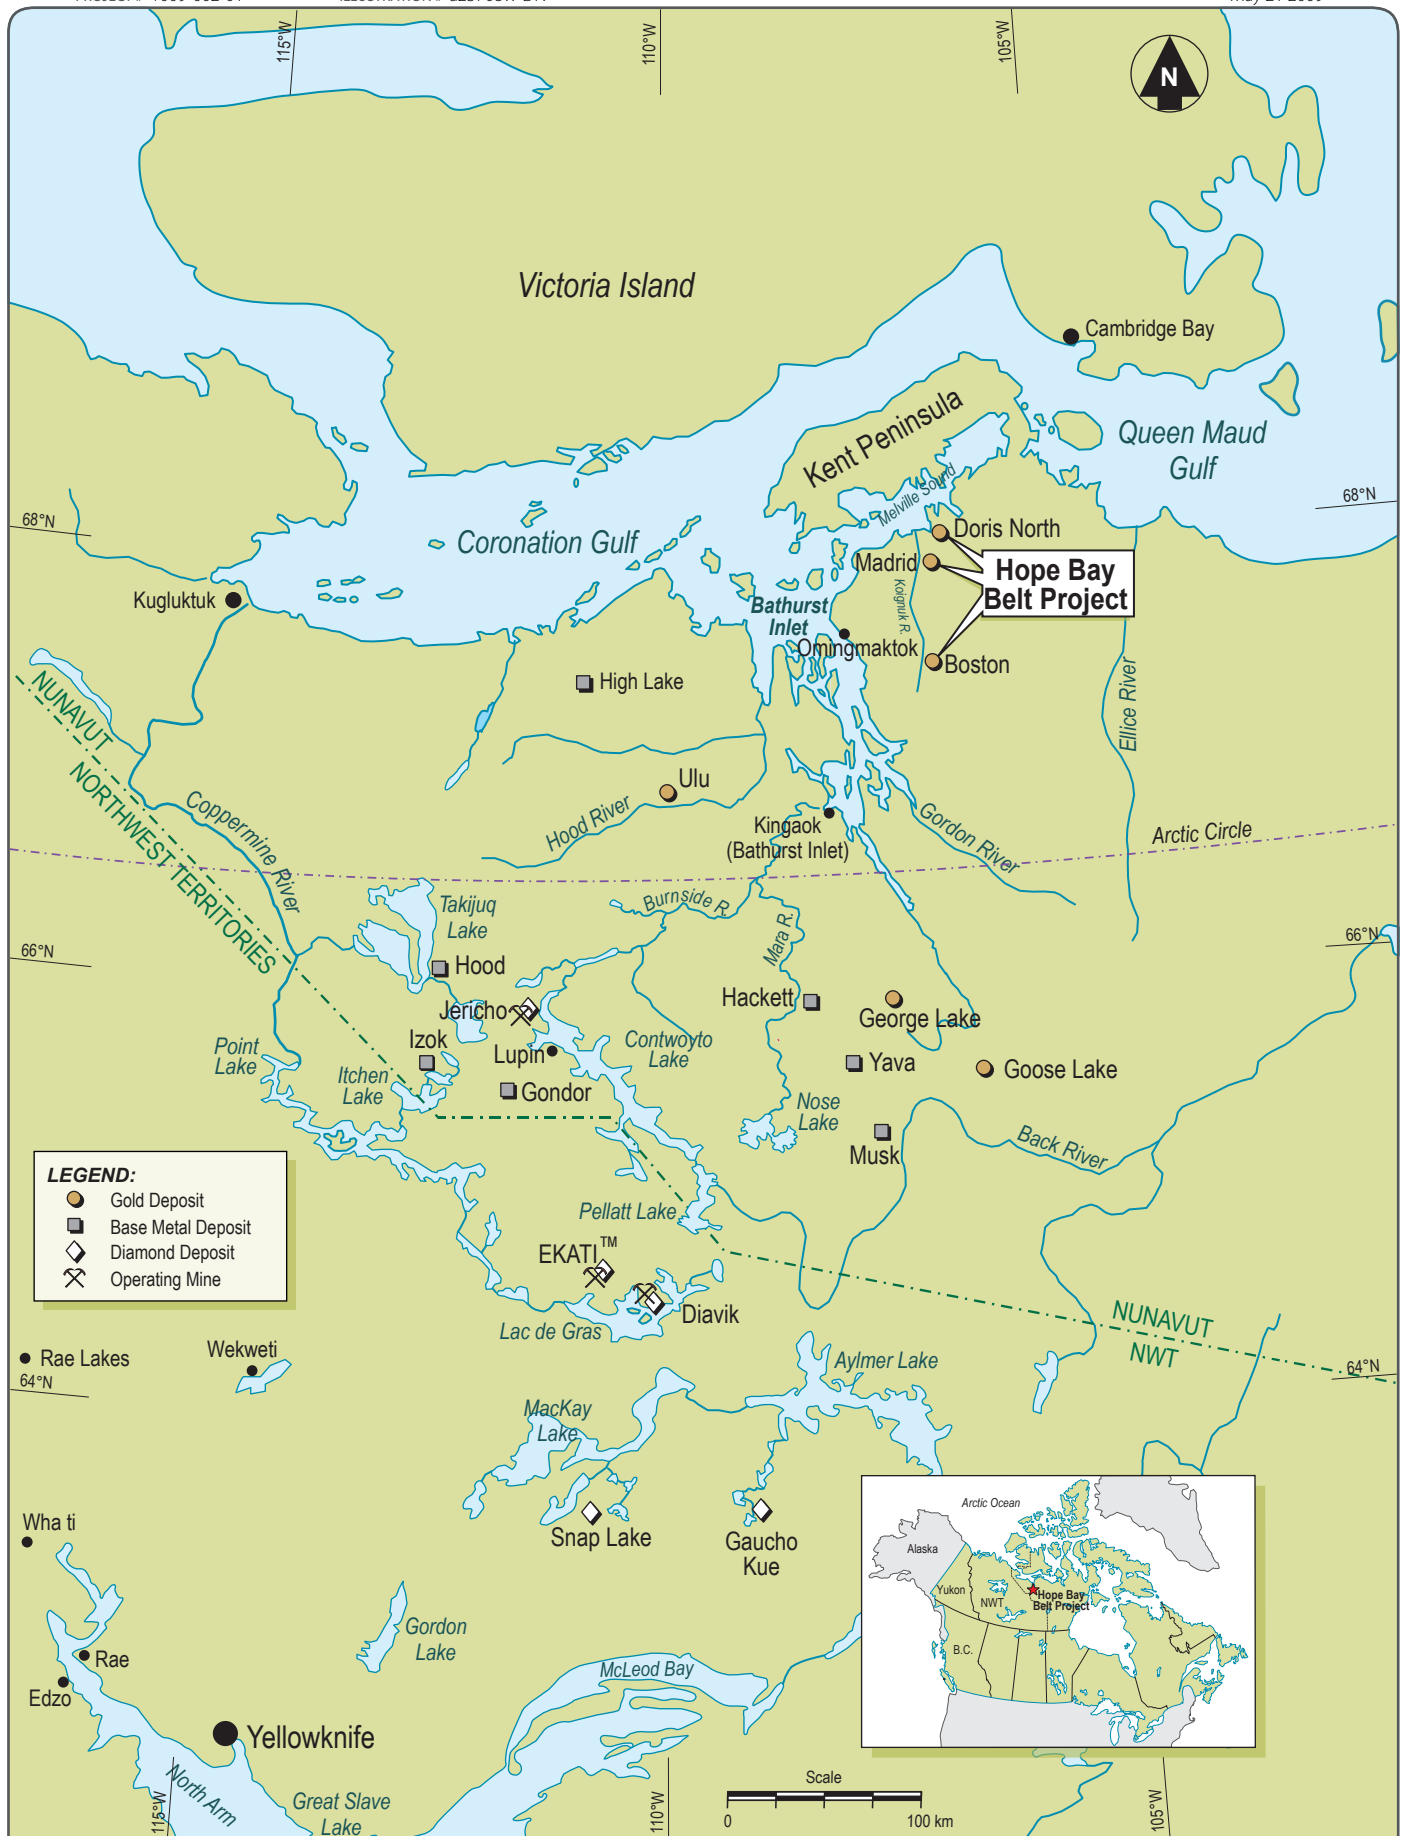 115°W
110°W
105°W
N
Victoria Island
Cambridge Bay
Kent Peninsula
Queen Maud
Gulf
Melville Sound
68°N
68°N
Coronation Gulf
Doris North
Madrid
Hope Bay
Belt Project
Koignuk R.
Kugluktuk
Bathurst
Inlet
Omingmaktok
Boston
High Lake
Ellice River
NUNAVUT
NORTHWEST TERRITORIES
Coppermine River
Ulu
Hood River
Kingaok
(Bathurst Inlet)
Gordon River
Arctic Circle
Takijuq
Lake
Burnside R.
Mara R.
66°N
66°N
Hood
Jericho
Hackett
George Lake
Izok
Lupin
Contwoyto
Lake
Point
Lake
Itchen
Lake
Gondor
Yava
Goose Lake
Nose
Lake
Musk
Back River
LEGEND:
Gold Deposit
Base Metal Deposit
Diamond Deposit
Operating Mine
Pellatt Lake
EKATI™
Diavik
Lac de Gras
NUNAVUT
NWT
Rae Lakes
Wekweti
Aylmer Lake
64°N
64°N
MacKay
Lake
Snap Lake
Gaucho
Kue
Wha ti
Arctic Ocean
Alaska
Yukon
NWT
Hope Bay
Belt Project
B.C.
Gordon
Lake
Rae
Edzo
McLeod Bay
Yellowknife
North Arm
Great Slave
Lake
Scale
0
100 km
115°W
110°W
105°W